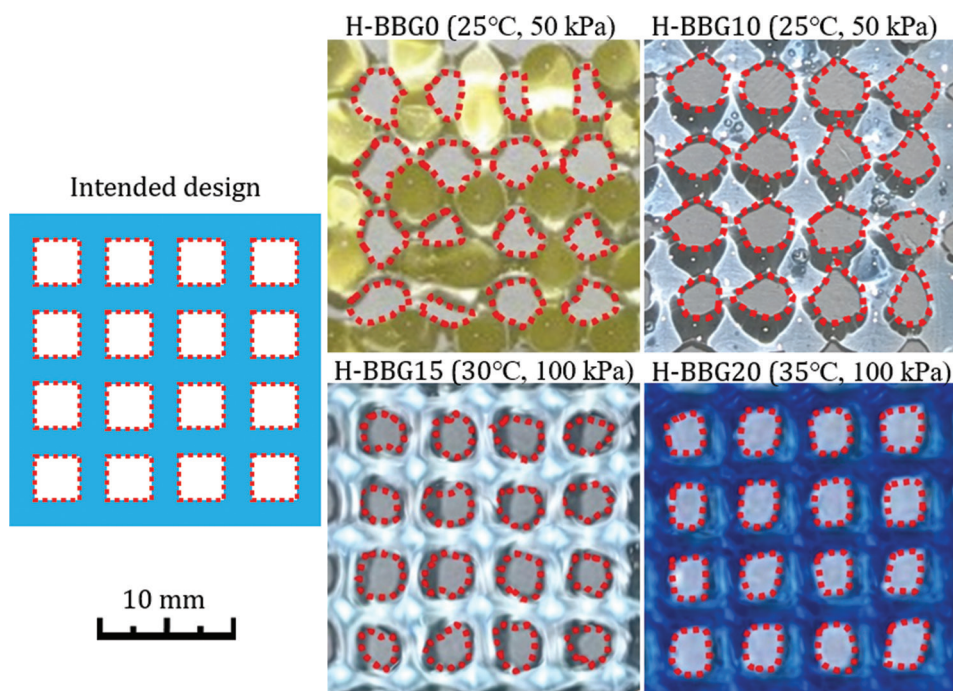 H-BBG0 (25℃, 50 kPa)
H-BBG10 (25℃, 50 kPa)
Intended design
H-BBG15 (30℃, 100 kPa)
H-BBG20 (35℃, 100 kPa)
10 mm